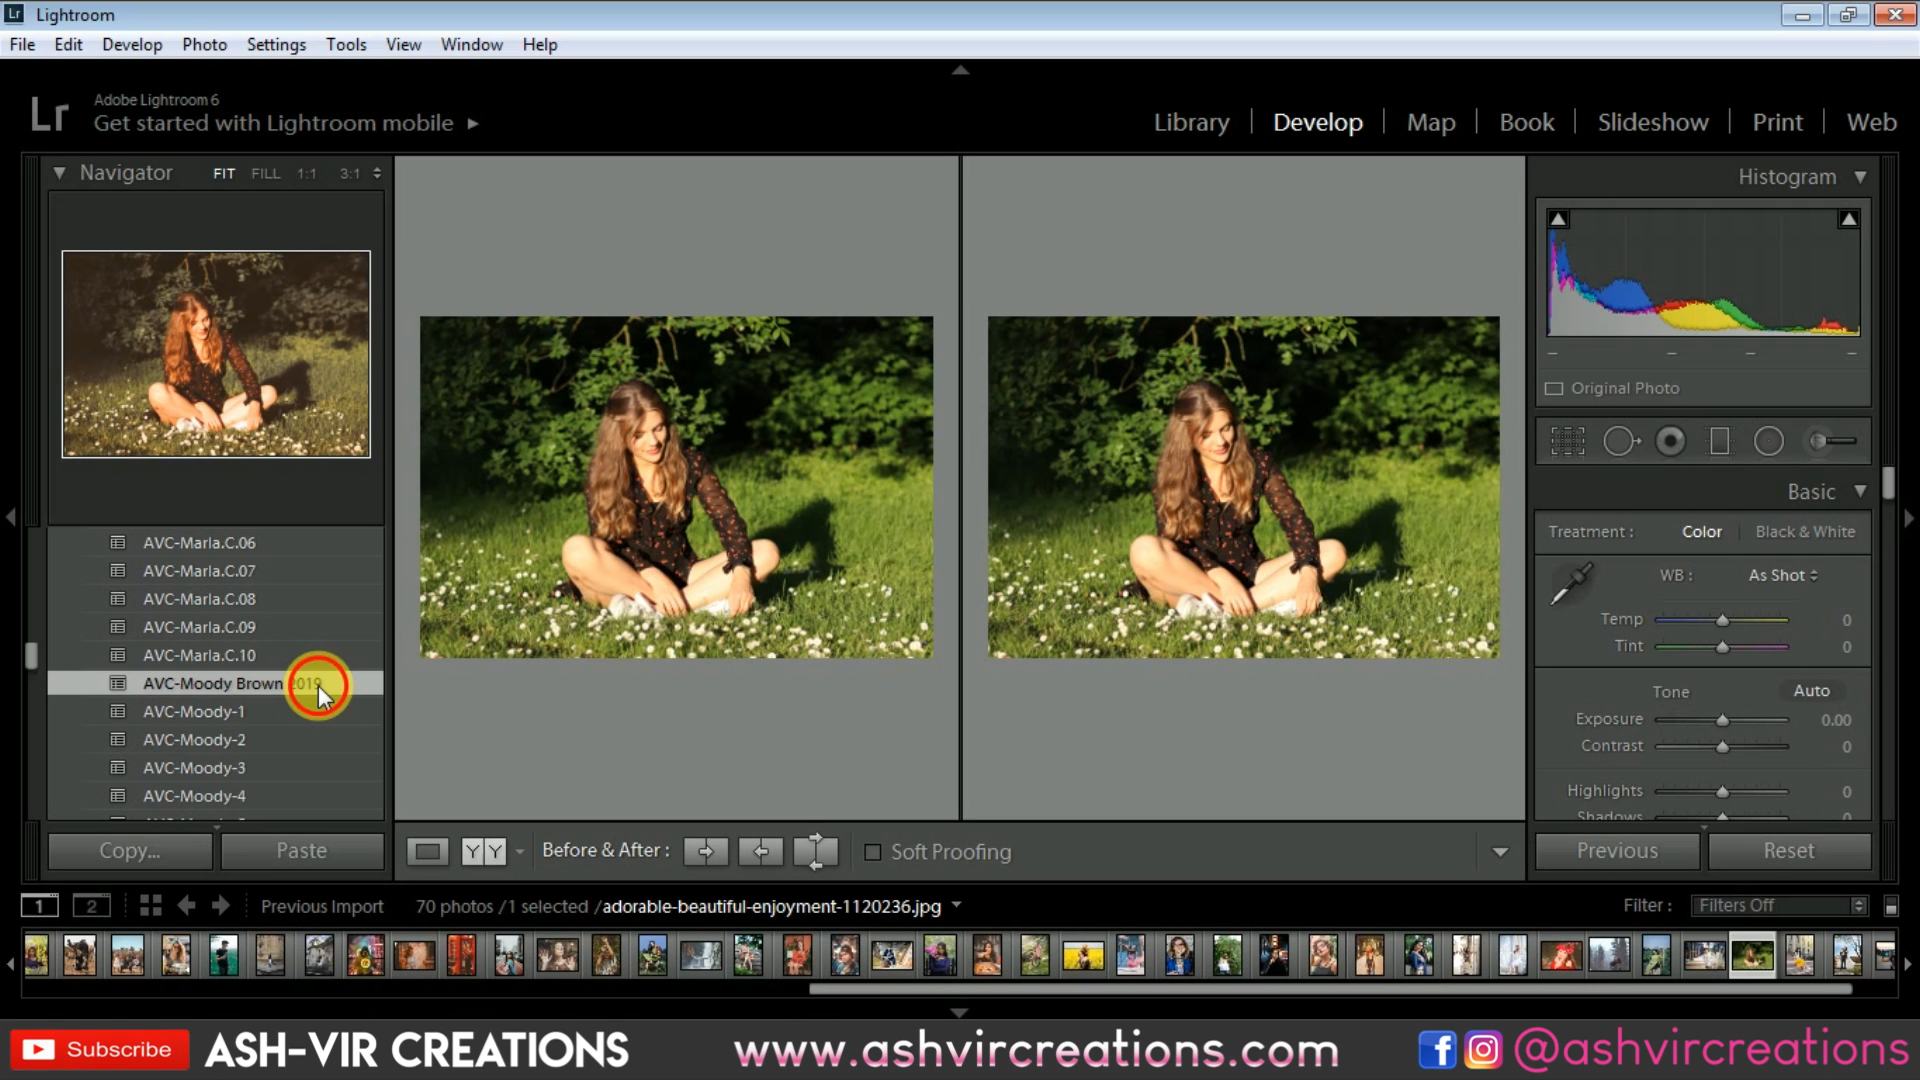 Lr Lightroom
File Edit Develop Photo Settings Tools View Window Help
Lr
Adobe Lightroom 6
Get started with Lightroom mobile
Library | Develop | Map | Book | Slideshow | Print | Web
Navigator FIT FILL 1:1 3:1
AVC-Marla.C.06
AVC-Marla.C.07
AVC-Marla.C.08
AVC-Marla.C.09
AVC-Marla.C.10
AVC-Moody Brown 2019
AVC-Moody-1
AVC-Moody-2
AVC-Moody-3
AVC-Moody-4
Copy... Paste
Y Y Before & After : Soft Proofing
Histogram
Original Photo
Basic
Treatment : Color | Black & White
WB : As Shot
Temp 0
Tint 0
Tone Auto
Exposure 0.00
Contrast 0
Highlights 0
Shadows 0
Previous Reset
1 2 Previous Import 70 photos /1 selected /adorable-beautiful-enjoyment-1120236.jpg Filter : Filters Off
Subscribe ASH-VIR CREATIONS www.ashvircreations.com f @ashvircreations